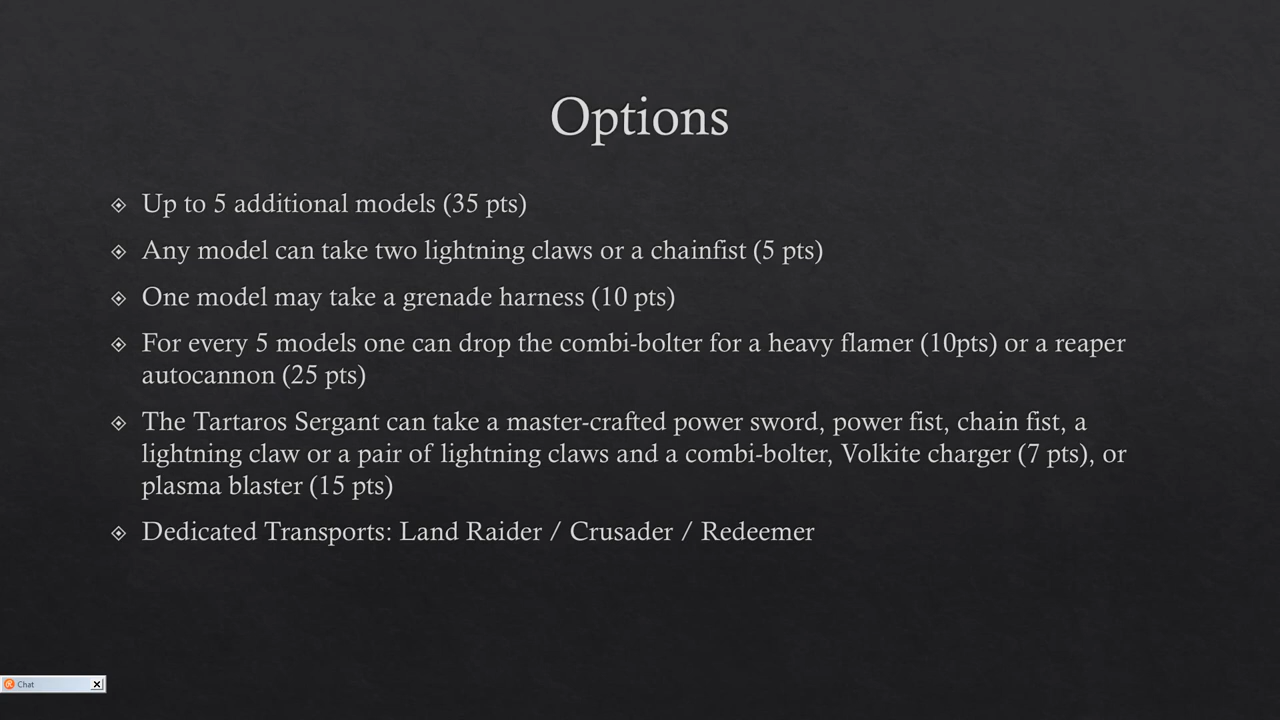 Options
Up to 5 additional models (35 pts)
Any model can take two lightning claws or a chainfist (5 pts)
One model may take a grenade harness (10 pts)
For every 5 models one can drop the combi-bolter for a heavy flamer (10pts) or a reaper
autocannon (25 pts)
The Tartaros Sergant can take a master-crafted power sword, power fist, chain fist, a
lightning claw or a pair of lightning claws and a combi-bolter, Volkite charger (7 pts), or
plasma blaster (15 pts)
Dedicated Transports: Land Raider / Crusader / Redeemer
Chat